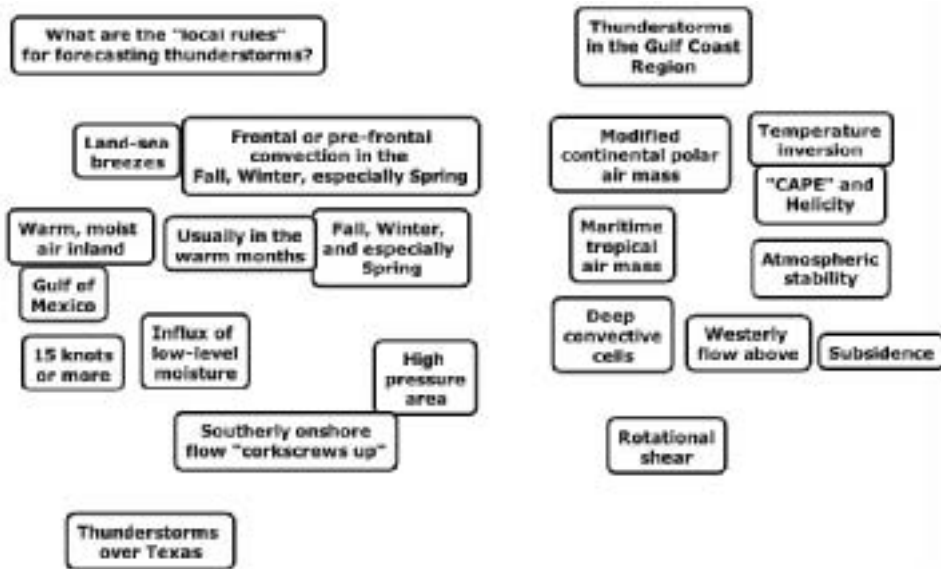 What are the "local rules"
for forecasting thunderstorms?
Thunderstorms
in the Gulf Coast
Region
Land-sea
breezes
Frontal or pre-frontal
convection in the
Fall, Winter, especially Spring
Modified
continental polar
air mass
Temperature
inversion
"CAPE" and
Helicity
Warm, moist
air inland
Usually in the
warm months
Fall, Winter,
and especially
Spring
Maritime
tropical
air mass
Atmospheric
stability
Gulf of
Mexico
15 knots
or more
Influx of
low-level
moisture
High
pressure
area
Deep
convective
cells
Westerly
flow above
Subsidence
Southerly onshore
flow "corkscrews up"
Rotational
shear
Thunderstorms
over Texas